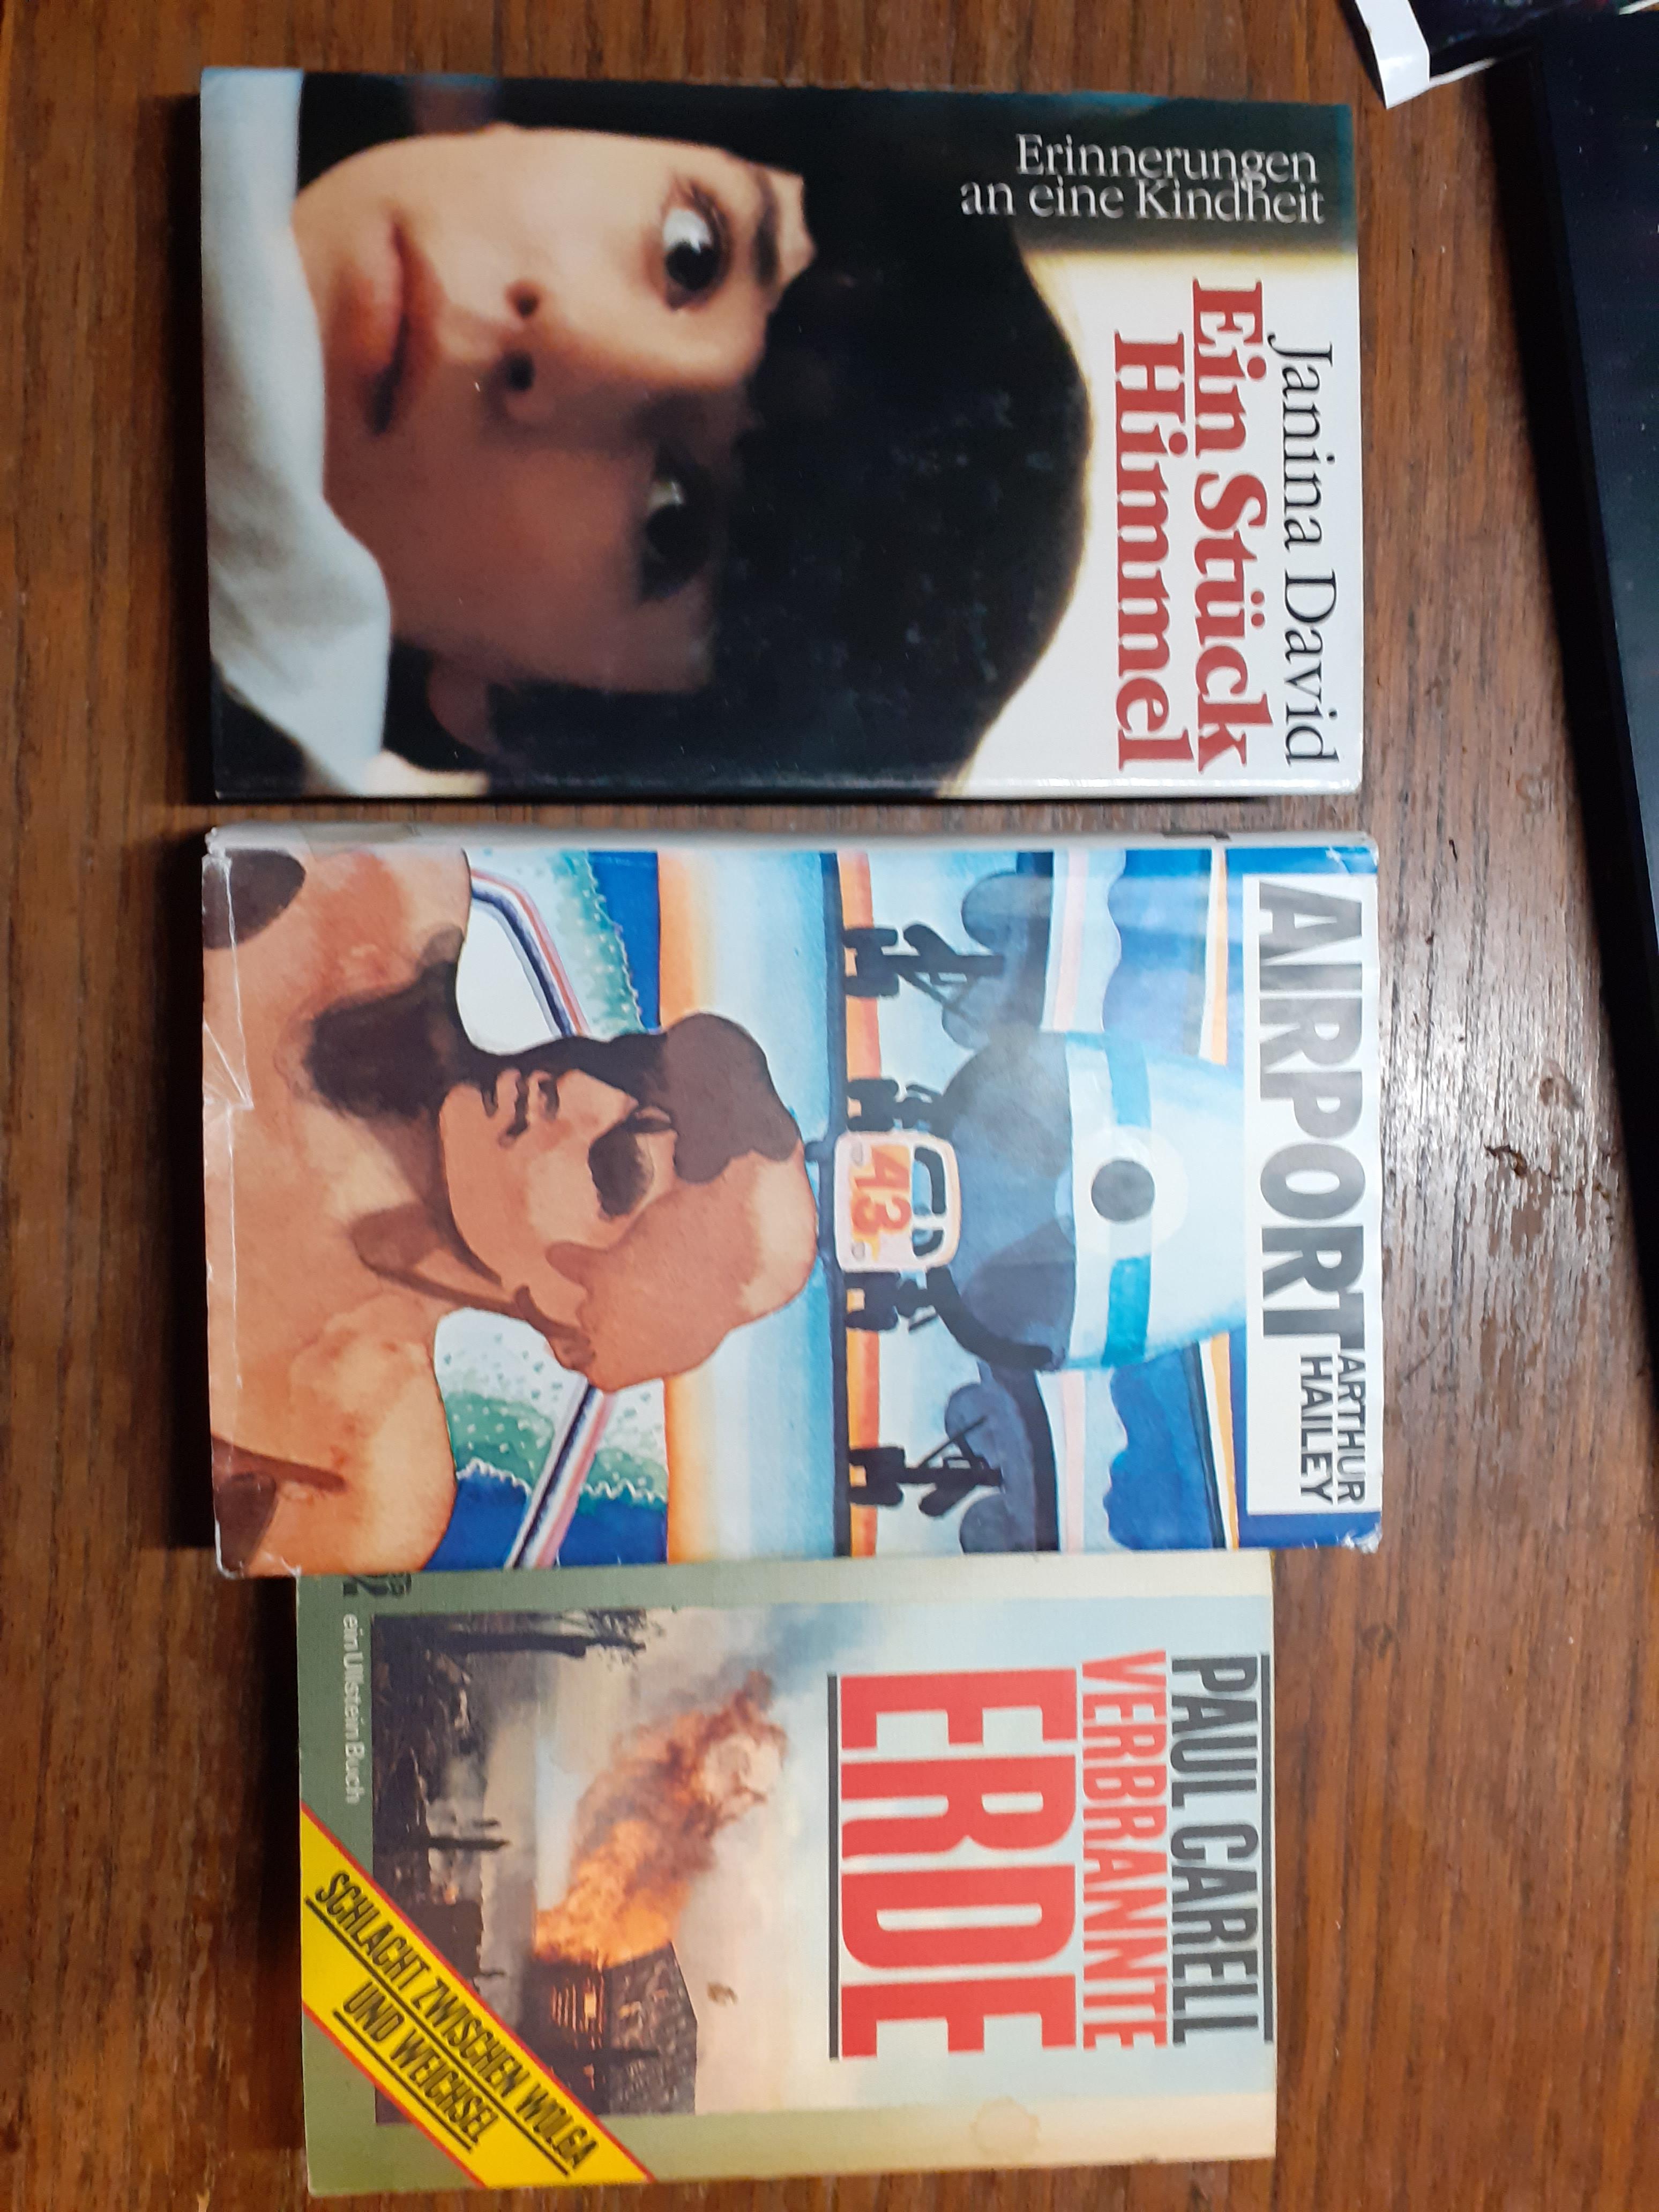 Erinnerungen
an eine Kindheit
Janina David
Ein Stück
Himmel
AIRPORT
ARTHUR
HAILEY
43
PAUL CARELL
VERBRANNTE
ERDE
ein Ullstein Buch
SCHLACHT ZWISCHEN WOLGA
UND WEICHSEL